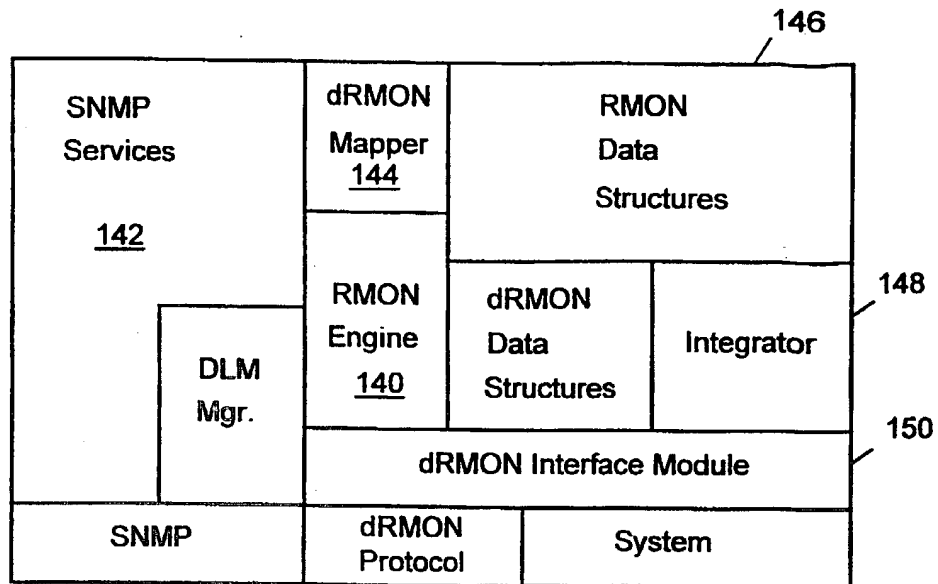 146
SNMP
Services
142
dRMON
Mapper
144
RMON
Data
Structures
RMON
Engine
140
dRMON
Data
Structures
Integrator
148
DLM
Mgr.
150
dRMON Interface Module
SNMP
dRMON
Protocol
System